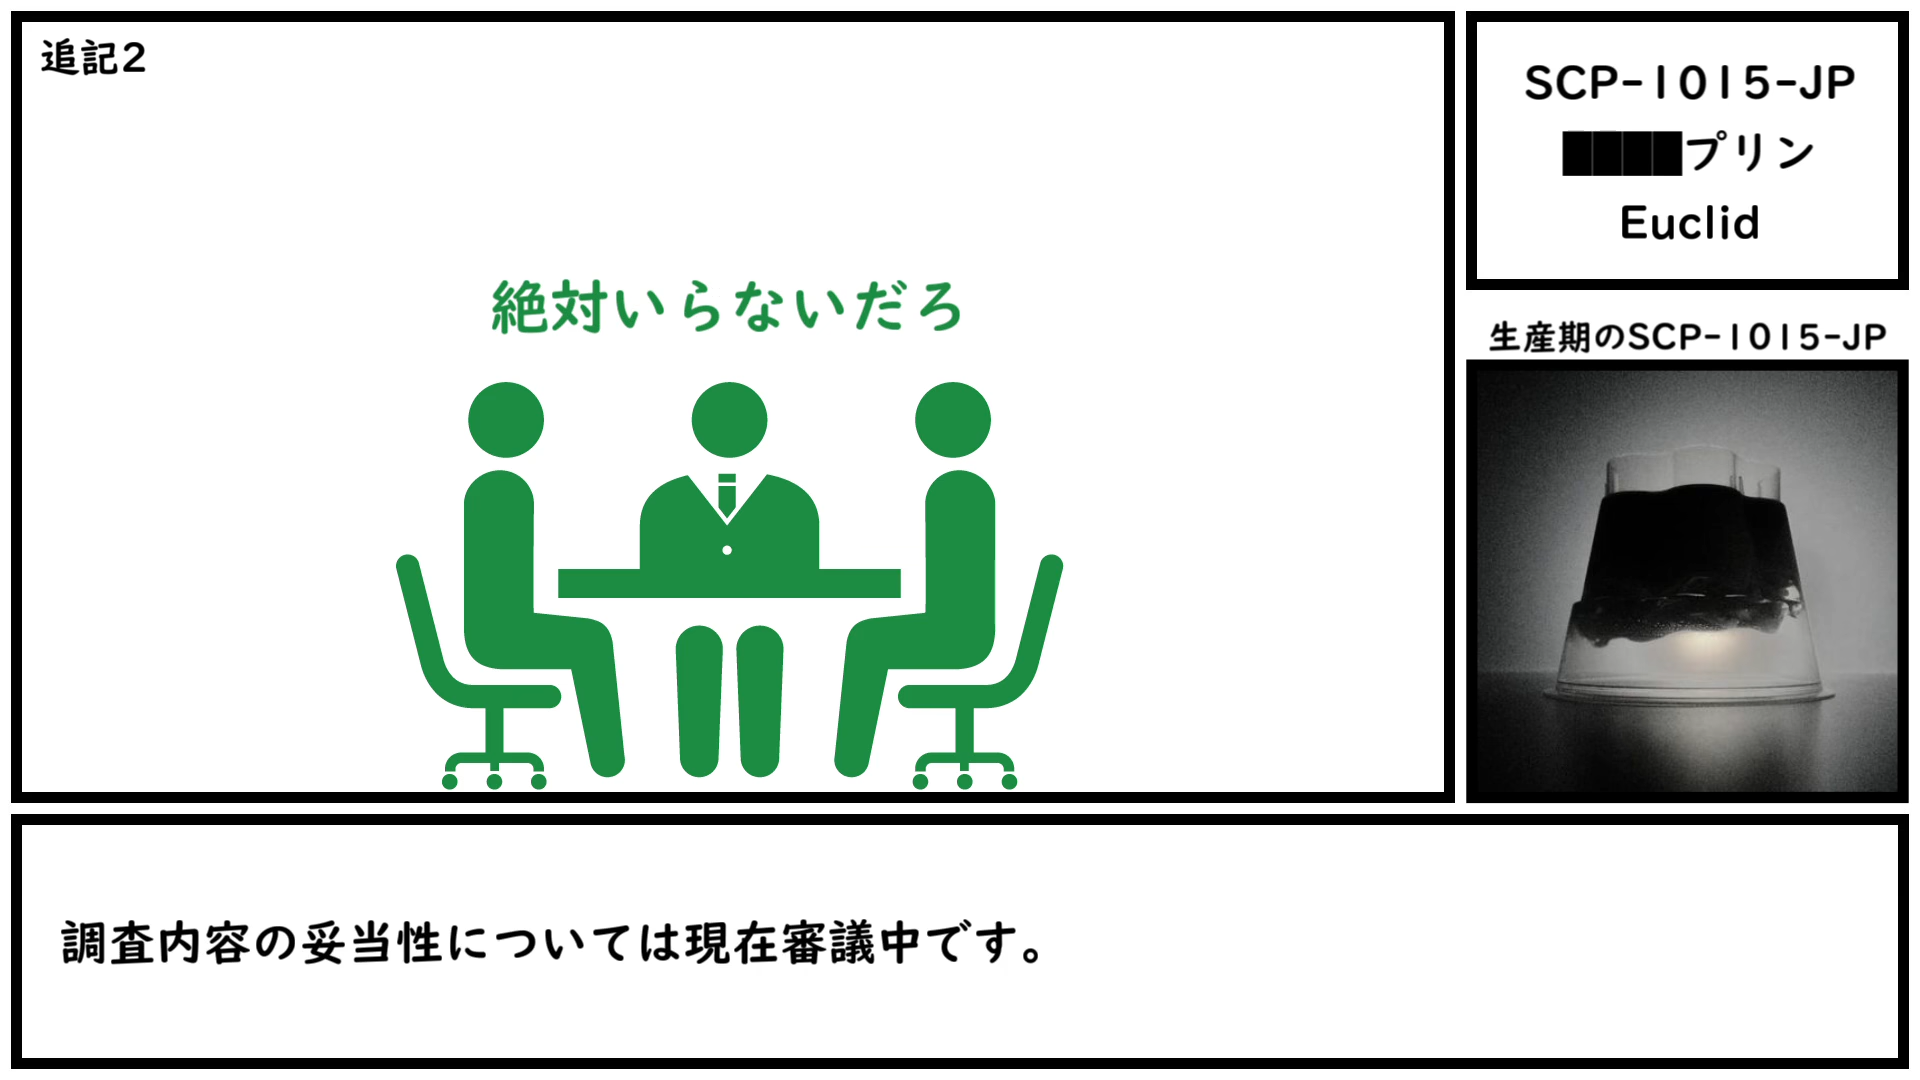 追記2
絶対いらないだろ
SCP-1015-JP
████プリン
Euclid
生産期のSCP-1015-JP
調査内容の妥当性については現在審議中です。